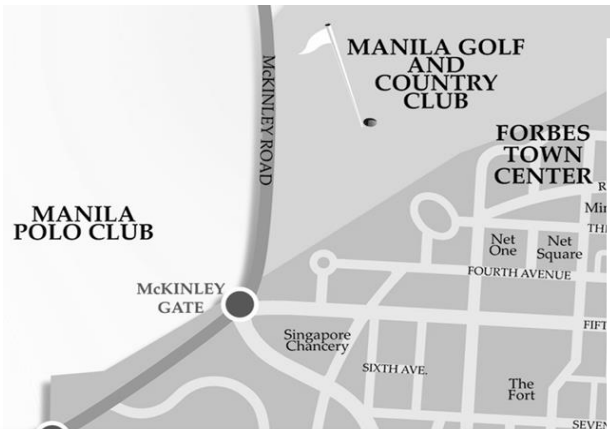 MANILA GOLF
AND
COUNTRY
CLUB
McKINLEY ROAD
FORBES
TOWN
CENTER
MANILA
POLO CLUB
Net
One
Net
Square
FOURTH AVENUE
McKINLEY
GATE
Singapore
Chancery
SIXTH AVE.
The
Fort